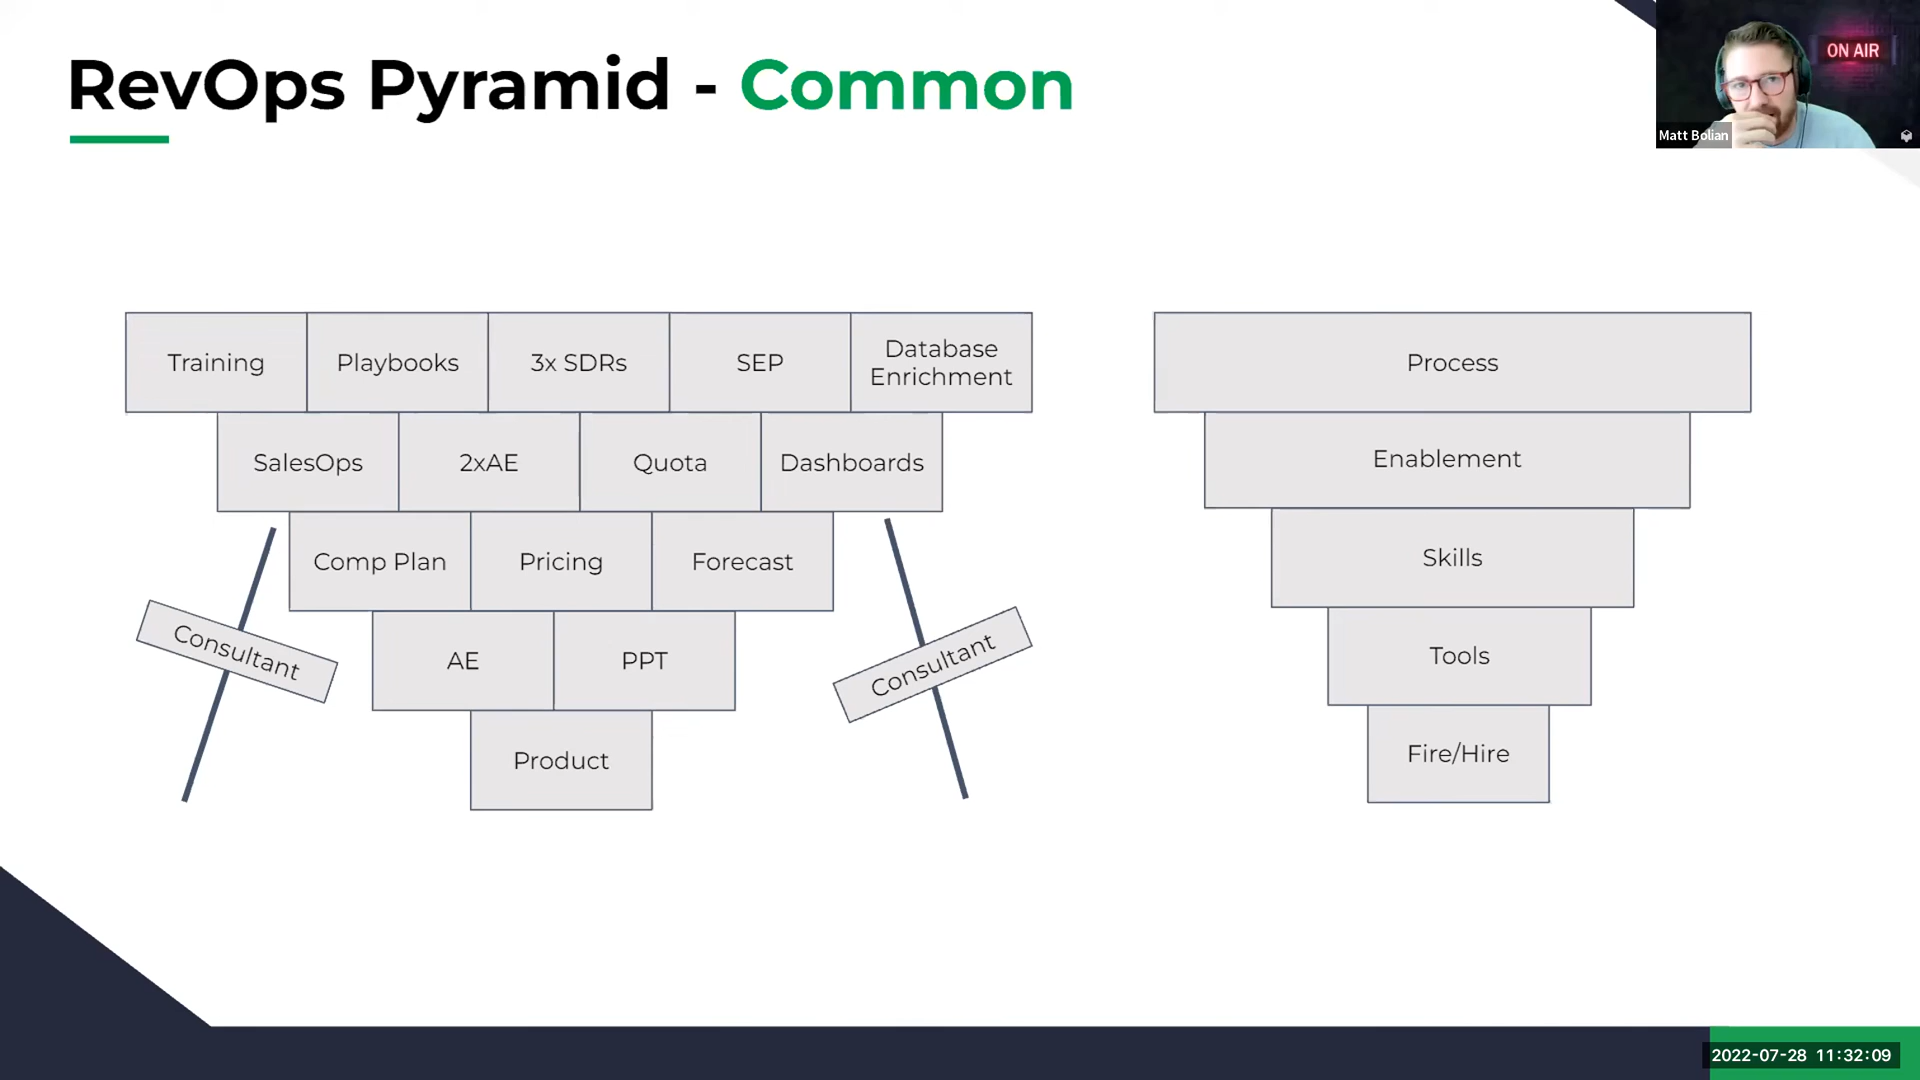 RevOps Pyramid - Common
ON AIR
Matt Bolian
Training
Playbooks
3x SDRs
SEP
Database
Enrichment
SalesOps
2xAE
Quota
Dashboards
Comp Plan
Pricing
Forecast
Consultant
AE
PPT
Consultant
Product
Process
Enablement
Skills
Tools
Fire/Hire
2022-07-28 11:32:09